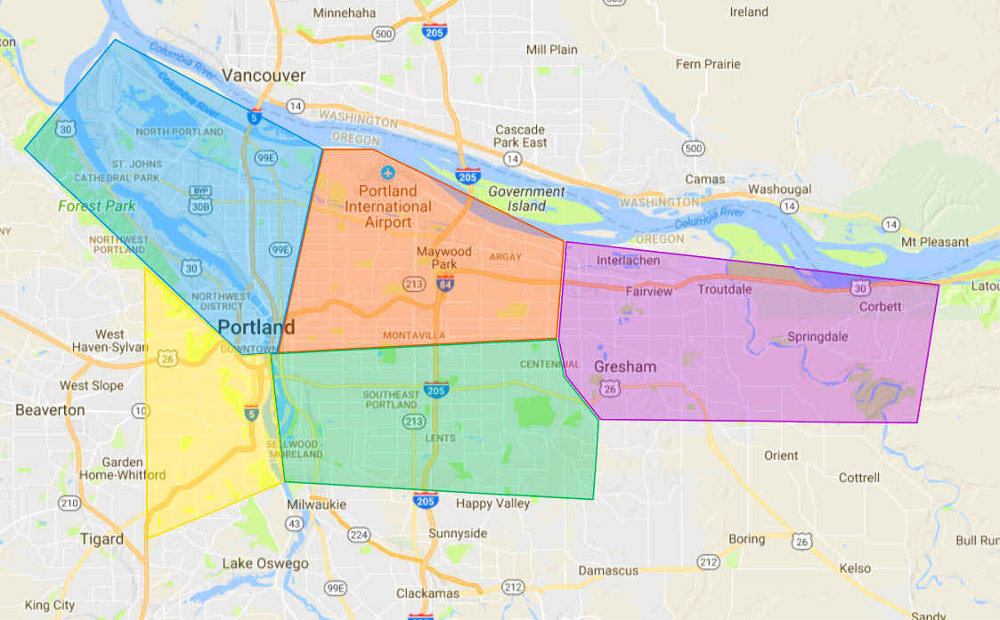 Minnehaha
Ireland
500
205
ton
Mill Plain
Columbia River
Fern Prairie
Vancouver
Columbia River
14
5
WASHINGTON
30
NORTH PORTLAND
OREGON
Cascade
Park East
500
99E
14
ST. JOHNS
CATHEDRAL PARK
205
Camas
Washougal
BYP
30B
Portland
International
Airport
Government
Island
WASHINGTON
14
Forest Park
Columbia River
14
NY
NORTHWEST
PORTLAND
OREGON
Mt Pleasant
99E
Maywood
Park
ARGAY
Interlachen
30
213
84
Fairview
Troutdale
30
Latou
NORTHWEST
DISTRICT
Corbett
Portland
West
Haven-Sylvan
MONTAVILLA
Springdale
DOWNTOWN
26
CENTENNIAL
Gresham
West Slope
205
26
SOUTHEAST
PORTLAND
Beaverton
10
5
213
LENTS
SELLWOOD -
MORELAND
Garden
Home-Whitford
Orient
Cottrell
210
Milwaukie
205
Happy Valley
43
Tigard
224
Sunnyside
Boring
26
Bull Run
Lake Oswego
212
Damascus
Kelso
99E
212
King City
Clackamas
Sandy